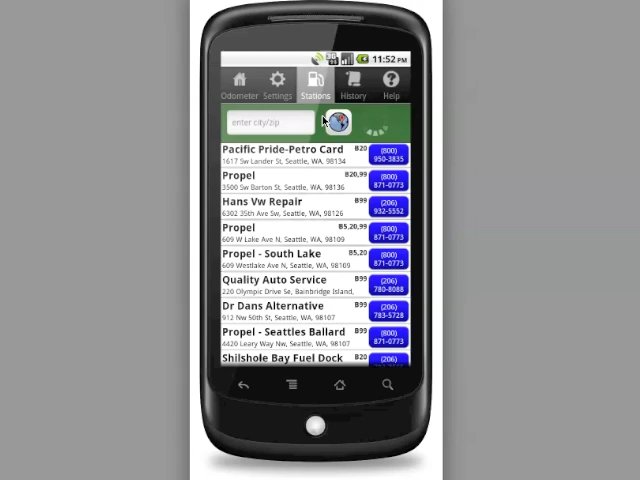 3G 11:52 PM
Odometer Settings Stations History Help
enter city/zip
Pacific Pride-Petro Card B20 (800)
1617 Sw Lander St, Seattle, WA, 98134 950-3835
Propel B20,99 (800)
3500 Sw Barton St, Seattle, WA, 98136 871-0773
Hans Vw Repair B99 (206)
6302 35th Ave Sw, Seattle, WA, 98126 932-5552
Propel B5,20,99 (800)
609 W Lake Ave N, Seattle, WA, 98109 871-0773
Propel - South Lake B5,20 (800)
609 Westlake Ave N, Seattle, WA, 98109 871-0773
Quality Auto Service B99 (206)
220 Olympic Drive Se, Bainbridge Island, 780-8088
Dr Dans Alternative B99 (206)
912 Nw 50th St, Seattle, WA, 98107 783-5728
Propel - Seattles Ballard B99 (800)
4420 Leary Way Nw, Seattle, WA, 98107 871-0773
Shilshole Bay Fuel Dock B20 (206)